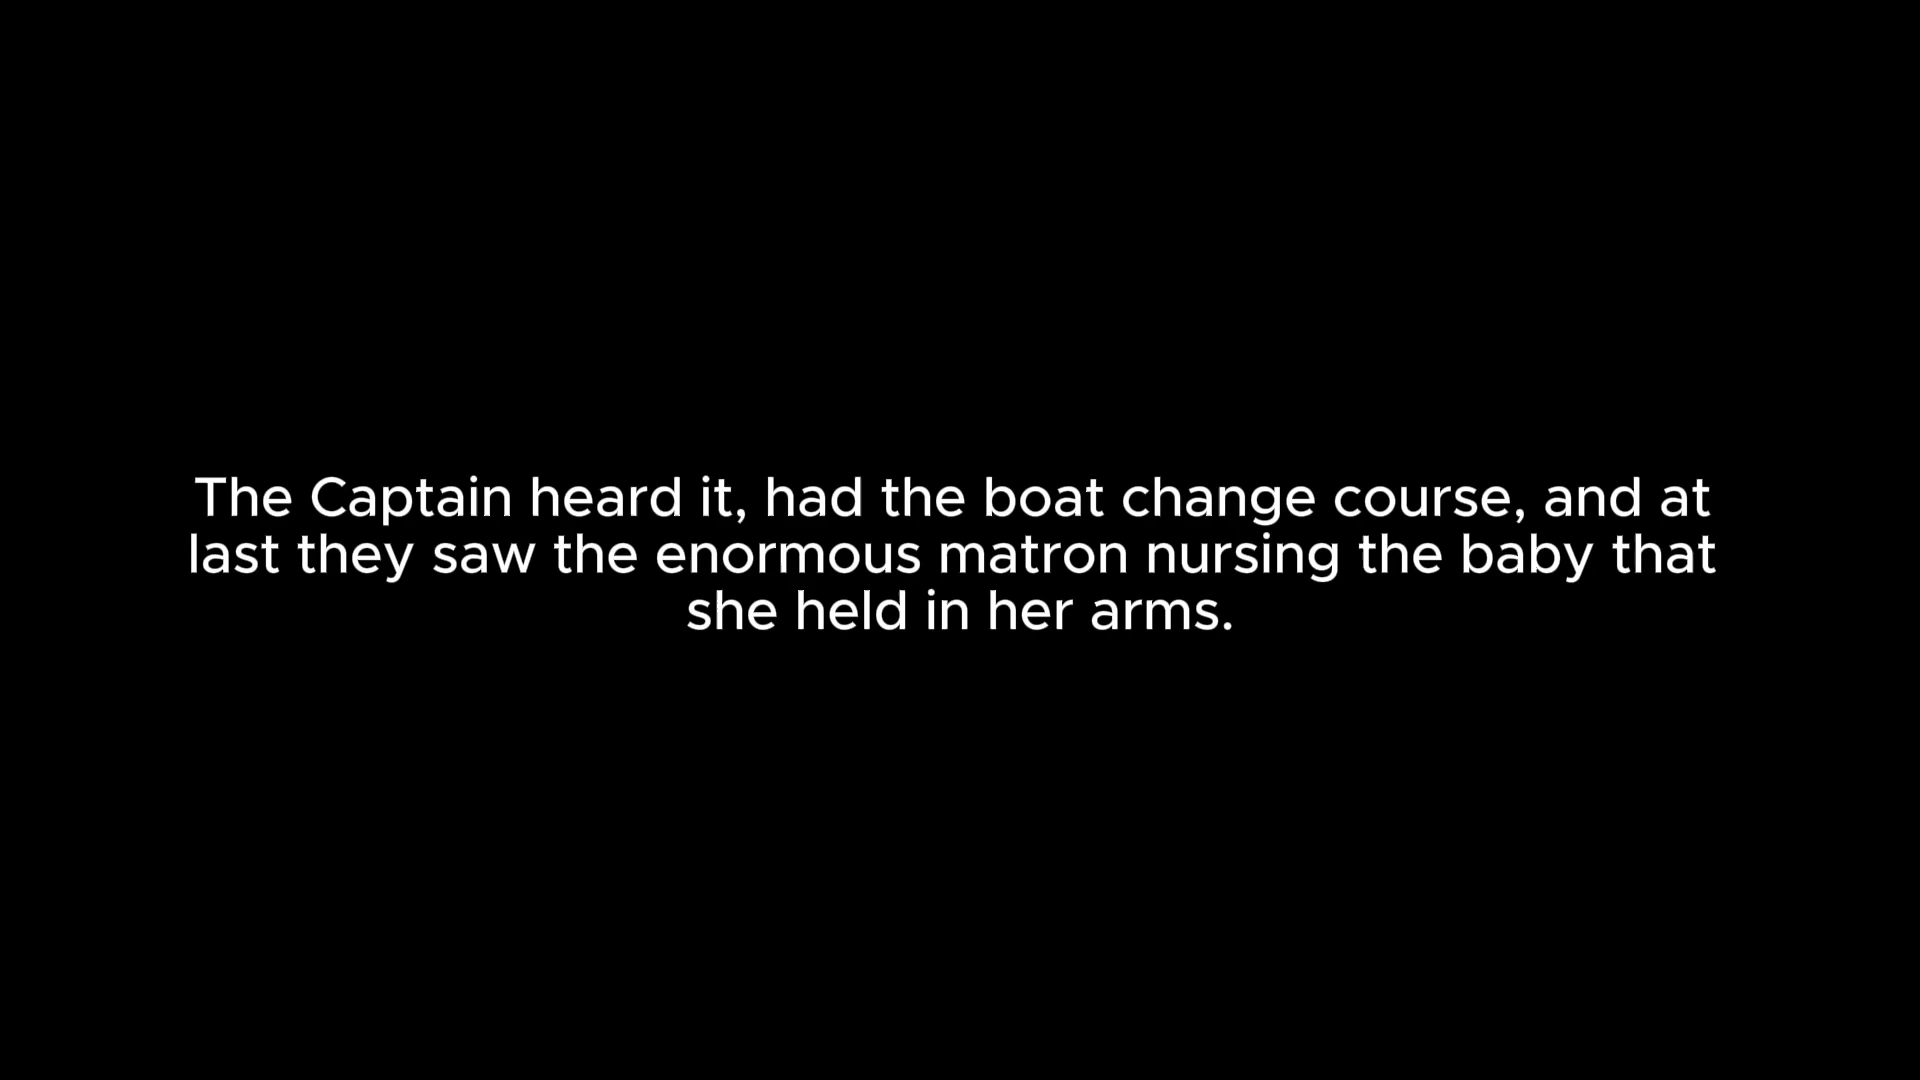 The Captain heard it, had the boat change course, and at
last they saw the enormous matron nursing the baby that
she held in her arms.